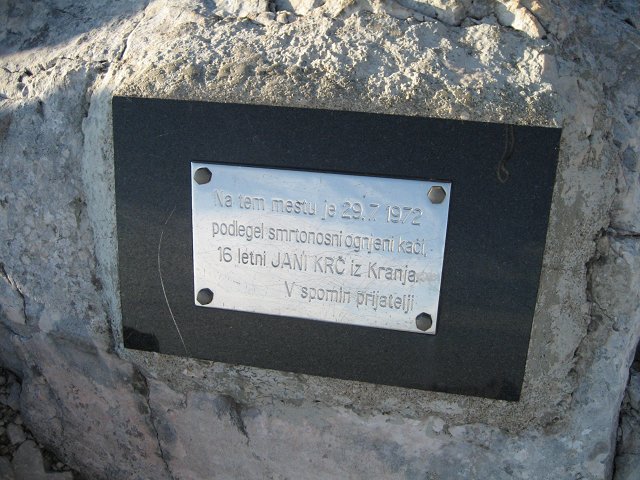 Na tem mestu je 29.7 1972
podlegel smrtonosni ognjeni kači,
16 letni JANI KRČ iz Kranja.
V spomin prijatelji